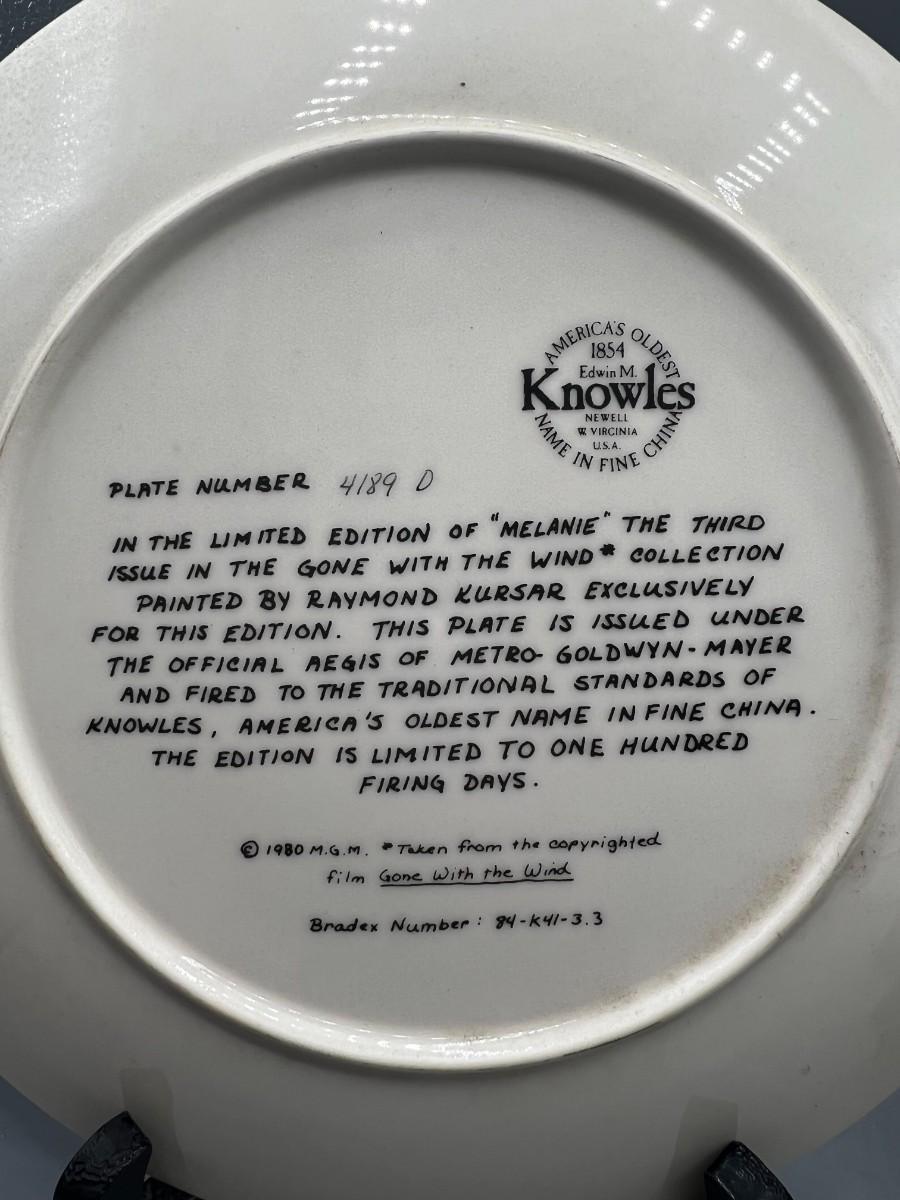 AMERICA'S OLDEST
1854
Edwin M.
Knowles
NEWELL
W. VIRGINIA
U.S.A.
NAME IN FINE CHINA
PLATE NUMBER 4189 D
IN THE LIMITED EDITION OF "MELANIE" THE THIRD
ISSUE IN THE GONE WITH THE WIND* COLLECTION
PAINTED BY RAYMOND KURSAR EXCLUSIVELY
FOR THIS EDITION. THIS PLATE IS ISSUED UNDER
THE OFFICIAL AEGIS OF METRO-GOLDWYN-MAYER
AND FIRED TO THE TRADITIONAL STANDARDS OF
KNOWLES, AMERICA'S OLDEST NAME IN FINE CHINA.
THE EDITION IS LIMITED TO ONE HUNDRED
FIRING DAYS.
© 1980 M.G.M. *Taken from the copyrighted
film Gone With the Wind
Bradex Number: 84-K41-3.3